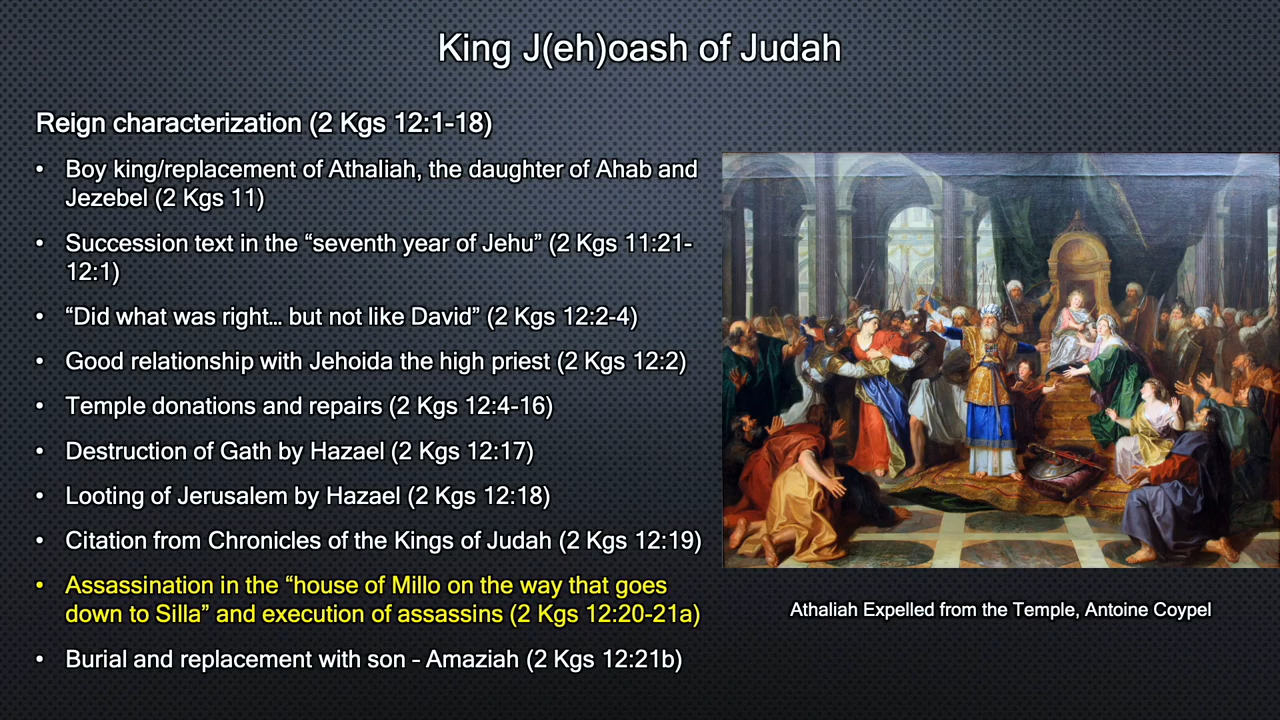 King J(eh)oash of Judah
Reign characterization (2 Kgs 12:1-18)
• Boy king/replacement of Athaliah, the daughter of Ahab and
Jezebel (2 Kgs 11)
• Succession text in the “seventh year of Jehu” (2 Kgs 11:21-
12:1)
• “Did what was right… but not like David” (2 Kgs 12:2-4)
• Good relationship with Jehoida the high priest (2 Kgs 12:2)
• Temple donations and repairs (2 Kgs 12:4-16)
• Destruction of Gath by Hazael (2 Kgs 12:17)
• Looting of Jerusalem by Hazael (2 Kgs 12:18)
• Citation from Chronicles of the Kings of Judah (2 Kgs 12:19)
• Assassination in the “house of Millo on the way that goes
down to Silla” and execution of assassins (2 Kgs 12:20-21a)
• Burial and replacement with son - Amaziah (2 Kgs 12:21b)
Athaliah Expelled from the Temple, Antoine Coypel